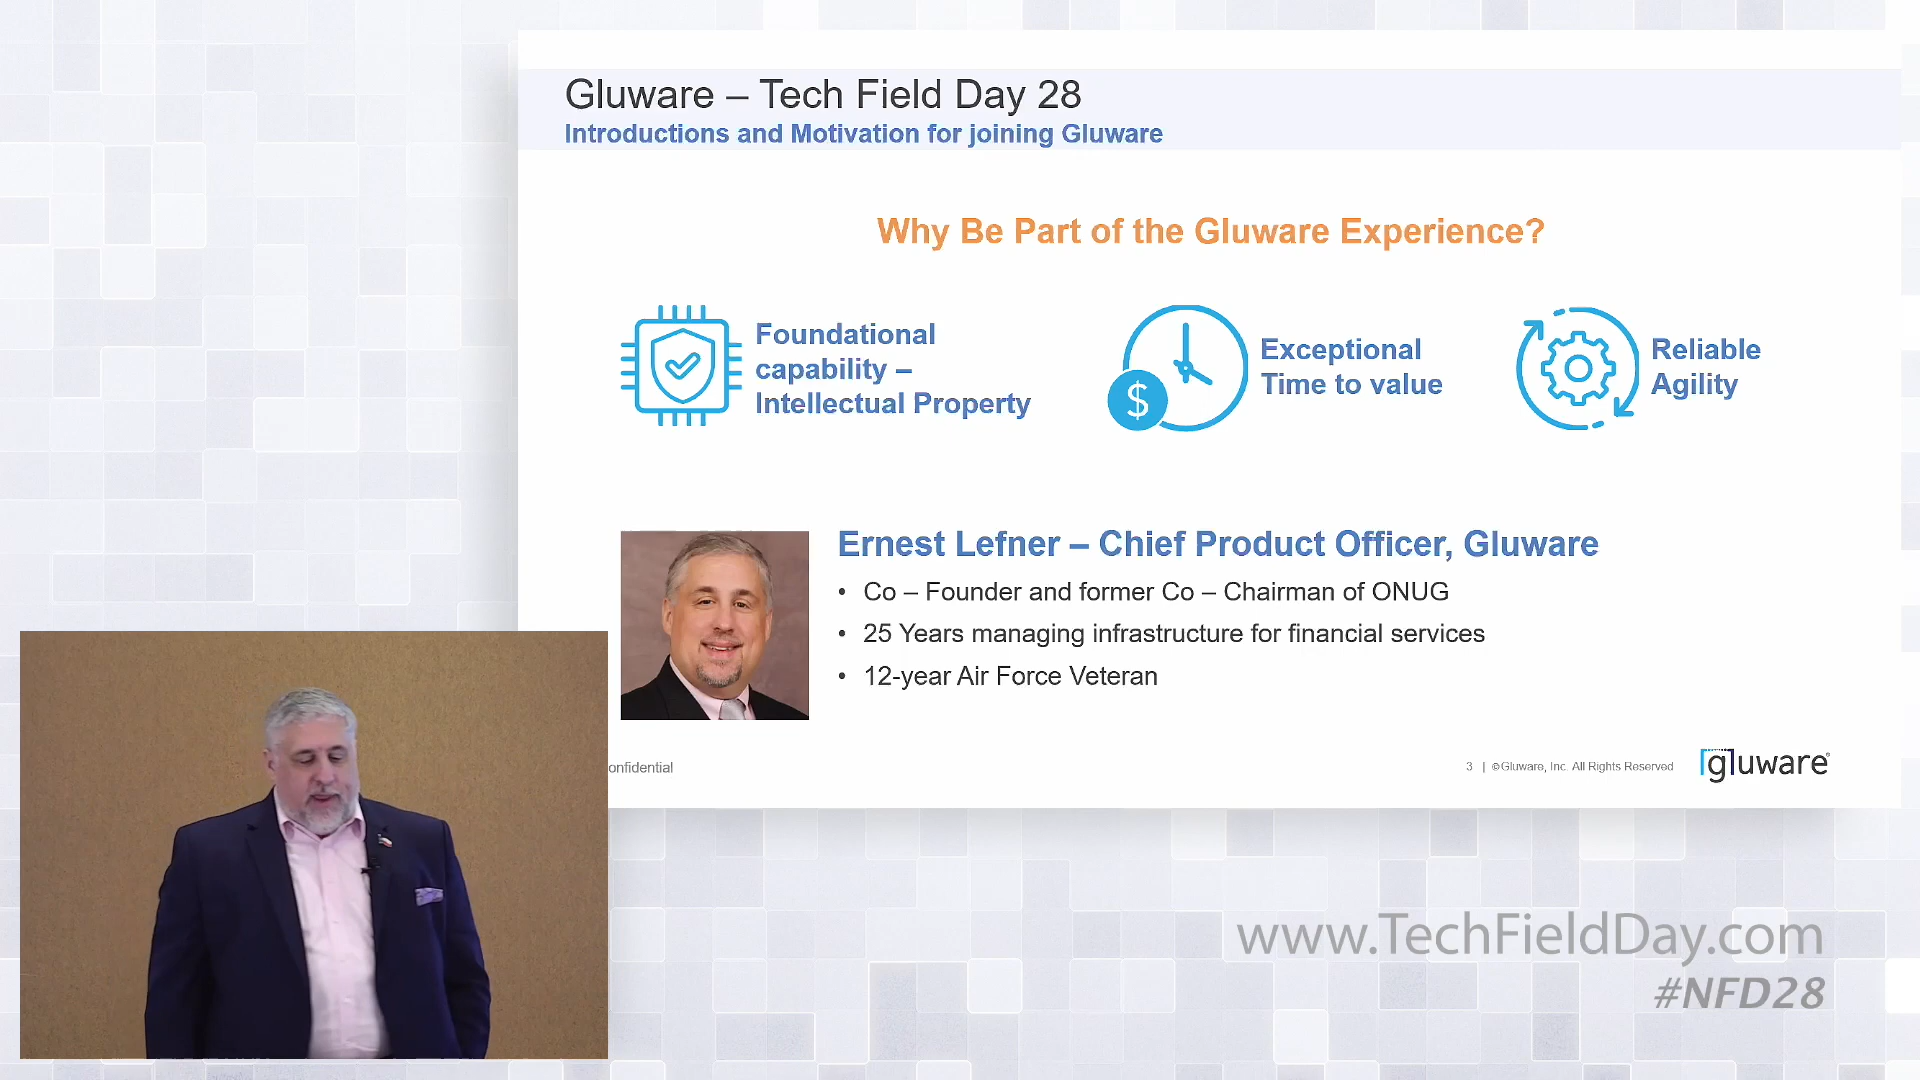 Gluware – Tech Field Day 28
Introductions and Motivation for joining Gluware
Why Be Part of the Gluware Experience?
Foundational
capability –
Intellectual Property
$
Exceptional
Time to value
Reliable
Agility
Ernest Lefner – Chief Product Officer, Gluware
• Co – Founder and former Co – Chairman of ONUG
• 25 Years managing infrastructure for financial services
• 12-year Air Force Veteran
onfidential
3 | ©Gluware, Inc. All Rights Reserved
gluware®
www.TechFieldDay.com
#NFD28